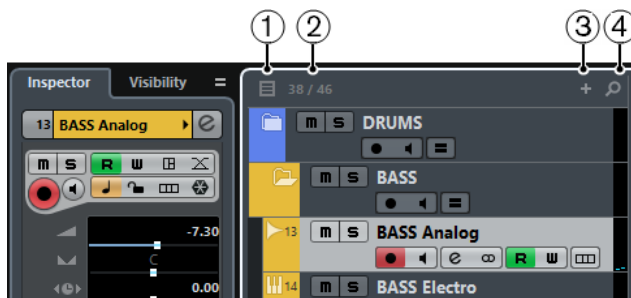 1 2 3 4
Inspector Visibility
38 / 46
13 BASS Analog e
m S DRUMS
m S R W
m S BASS
-7.30
13 m S BASS Analog
C
e R W
0.00
14 m S BASS Electro